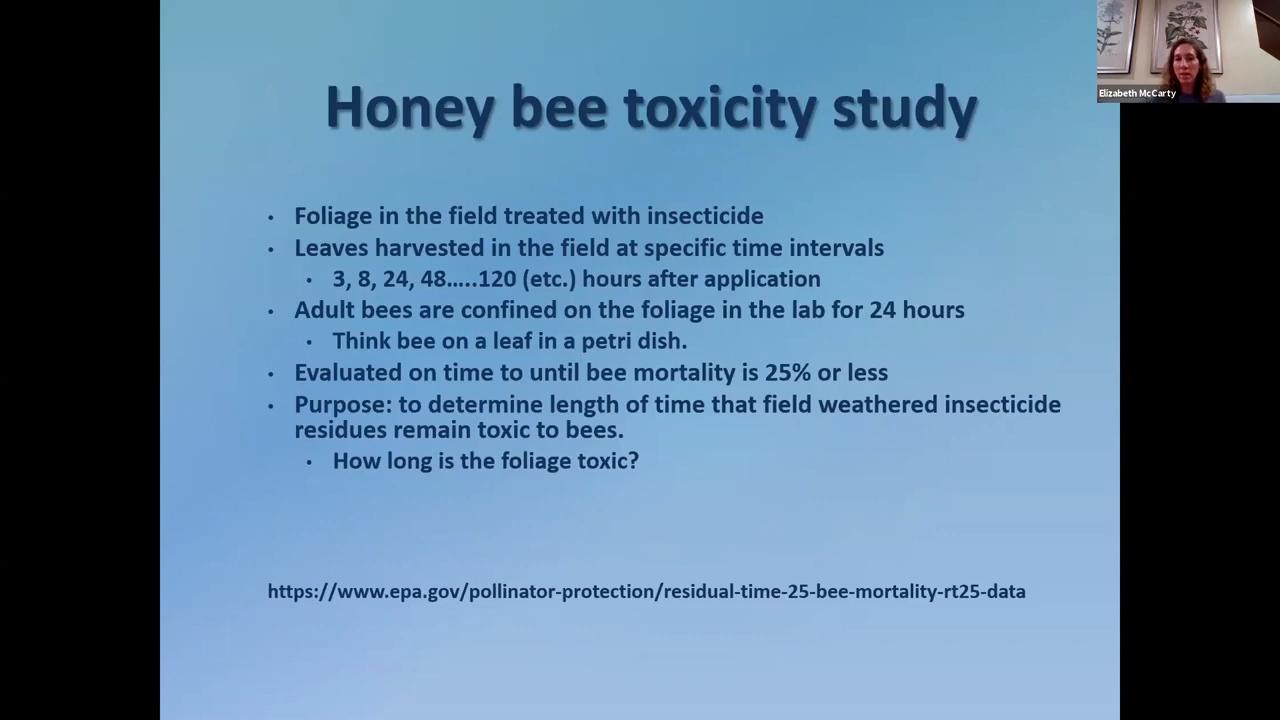 Elizabeth McCarty
Honey bee toxicity study
• Foliage in the field treated with insecticide
• Leaves harvested in the field at specific time intervals
• 3, 8, 24, 48.....120 (etc.) hours after application
• Adult bees are confined on the foliage in the lab for 24 hours
• Think bee on a leaf in a petri dish.
• Evaluated on time to until bee mortality is 25% or less
• Purpose: to determine length of time that field weathered insecticide
residues remain toxic to bees.
• How long is the foliage toxic?
https://www.epa.gov/pollinator-protection/residual-time-25-bee-mortality-rt25-data